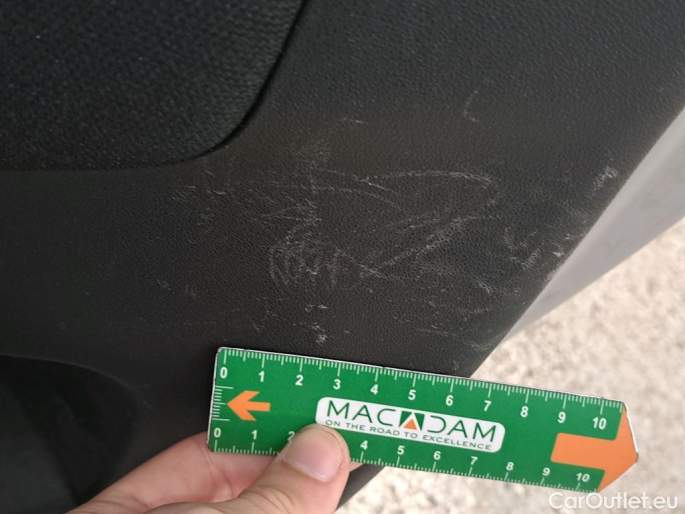 0 1 2 3 4 5 6 7 8 9 10
MACADAM
ON THE ROAD TO EXCELLENCE
0 1 2 4 5 6 7 8 9 10
CarOutlet.eu